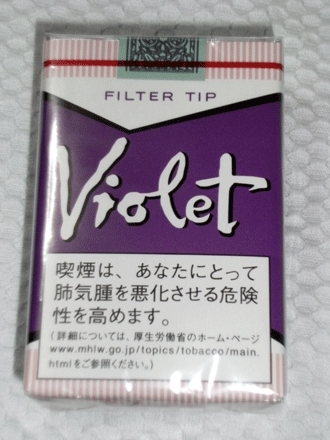 FILTER TIP
Violet
喫煙は、あなたにとって
肺気腫を悪化させる危険
性を高めます。
(詳細については、厚生労働省のホーム・ページ
www.mhlw.go.jp/topics/tobacco/main.
htmlをご参照ください。)